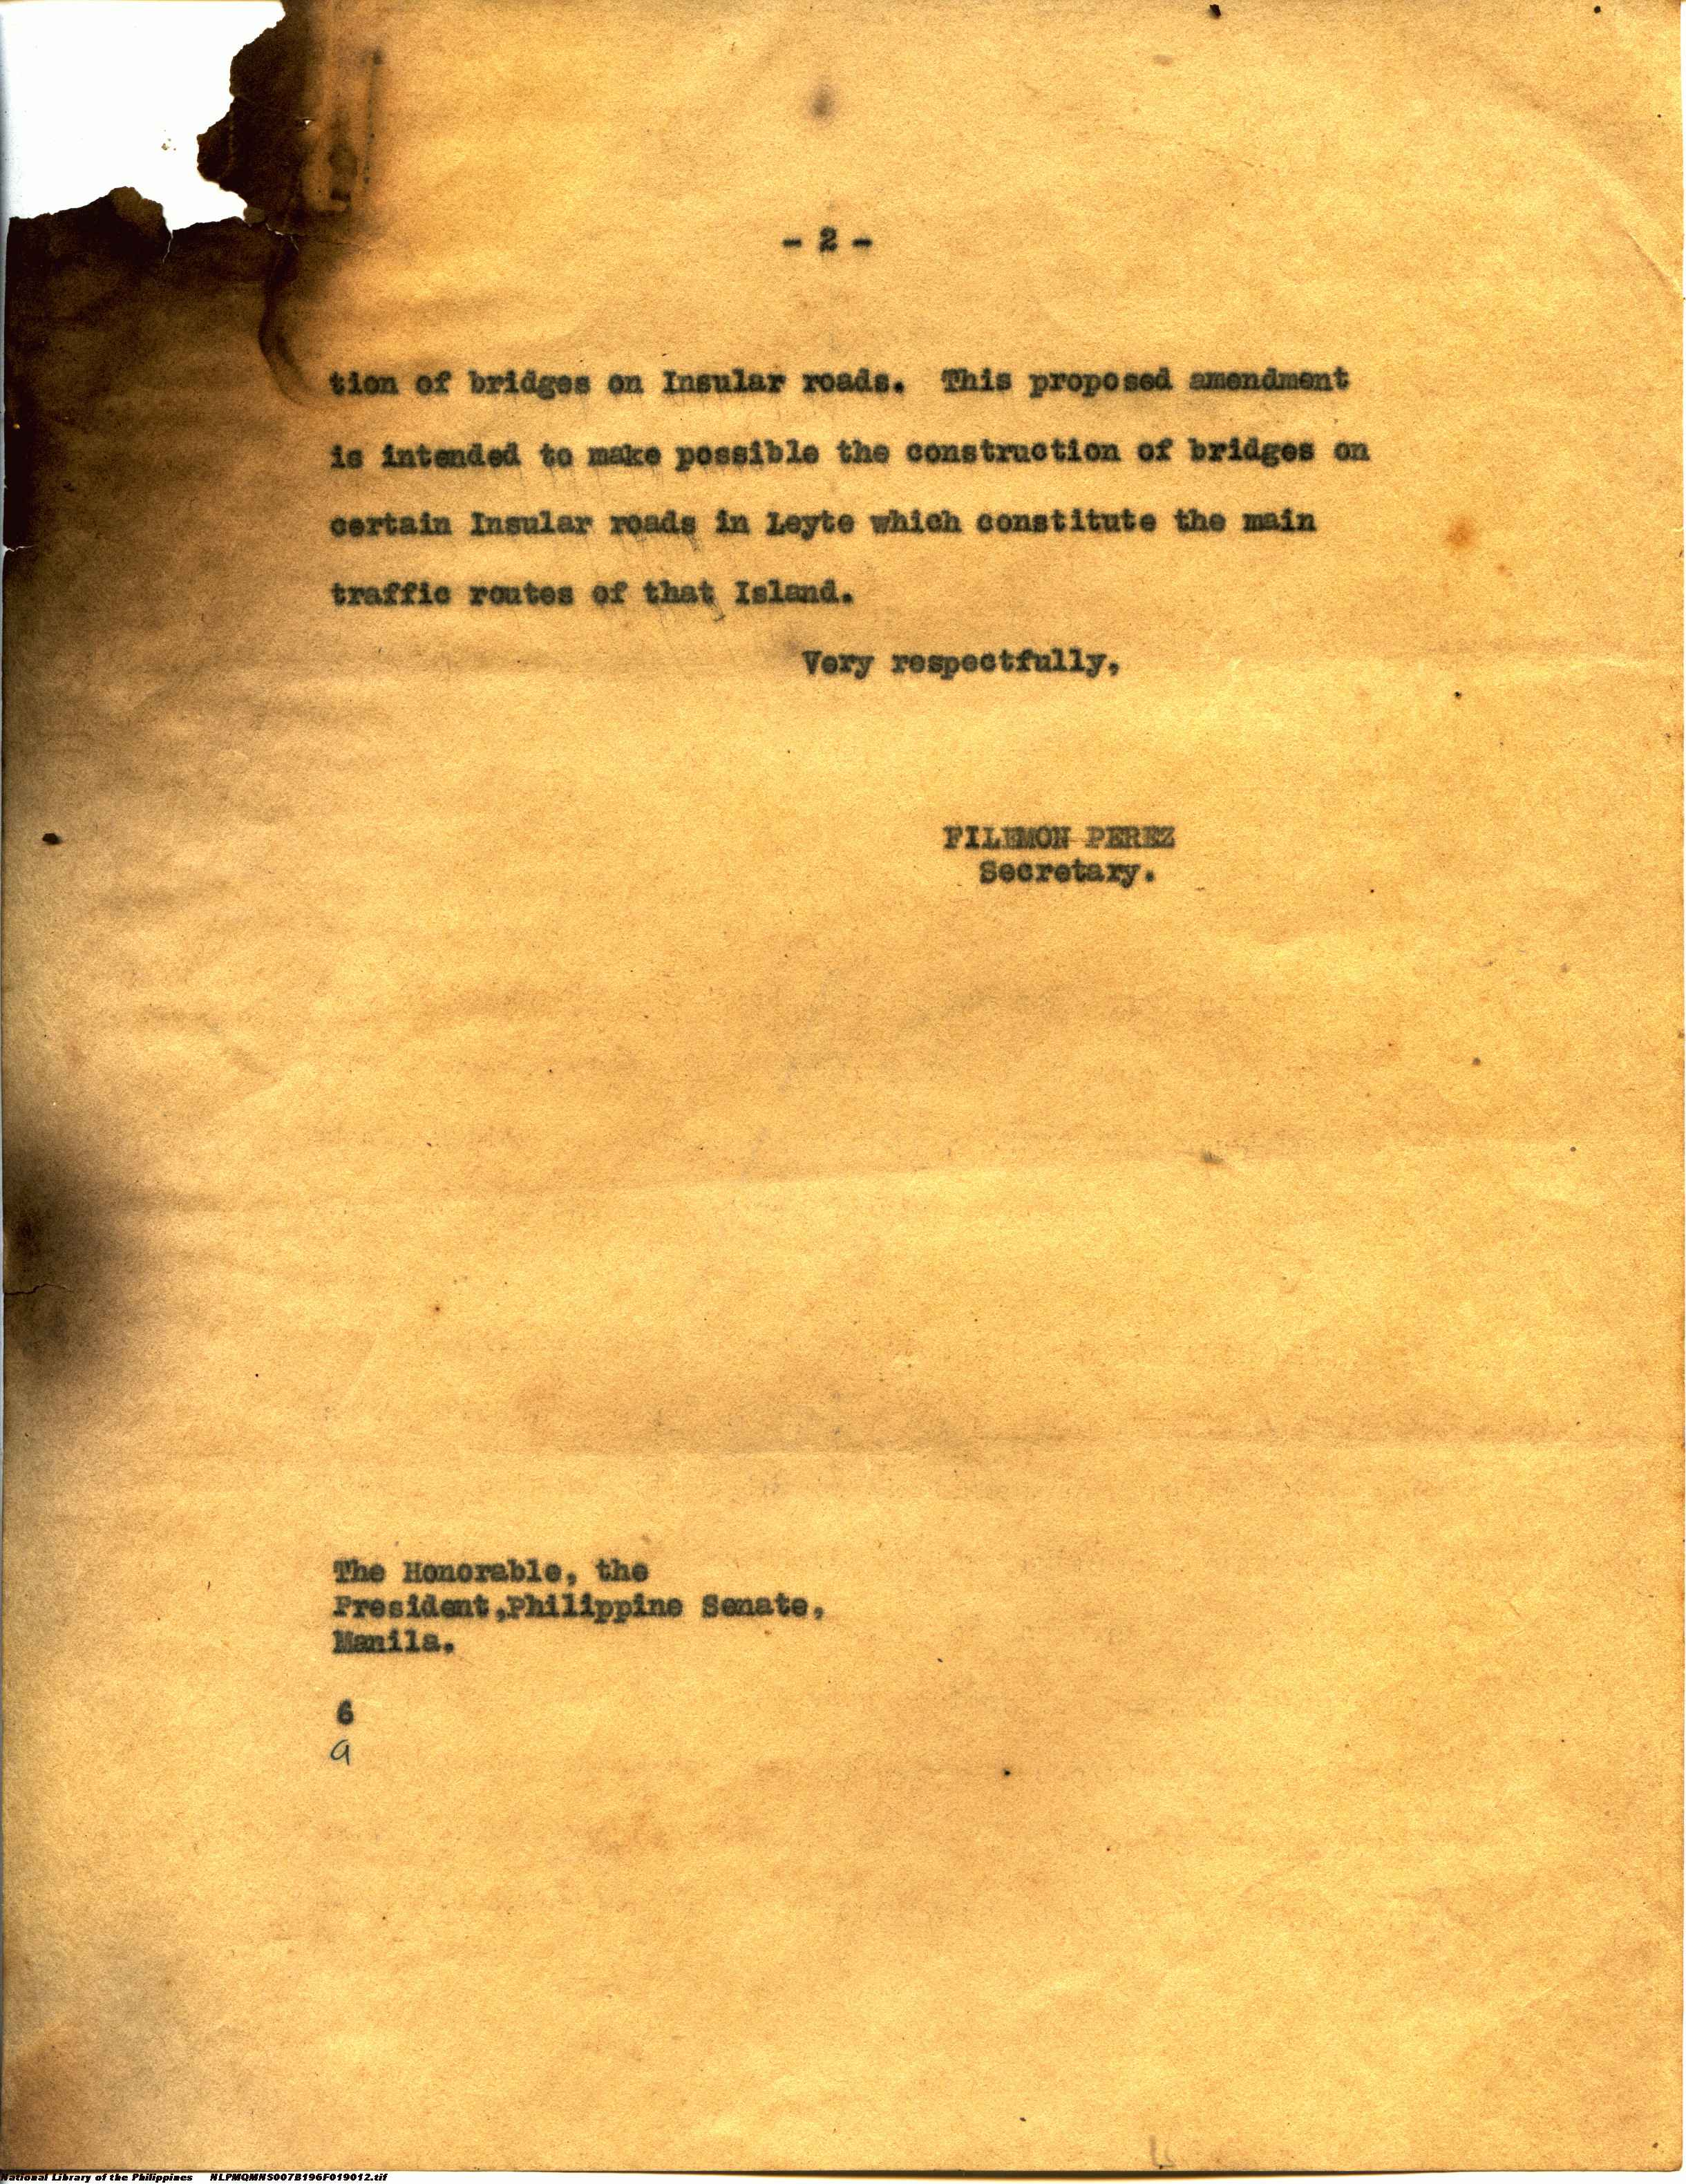 - 2 -
tion of bridges on Insular roads. This proposed amendment
is intended to make possible the construction of bridges on
certain Insular roads in Leyte which constitute the main
traffic routes of that Island.
Very respectfully,
FILEMON PEREZ
Secretary.
The Honorable, the
President,Philippine Senate,
Manila.
6
a
National Library of the Philippines NLPMQMNS007B196F019012.tif